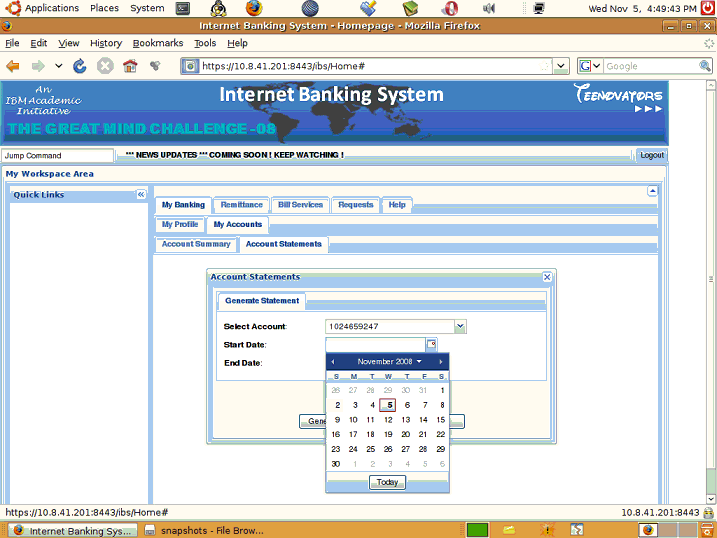 Applications Places System Wed Nov 5, 4:49:43 PM
Internet Banking System - Homepage - Mozilla Firefox
File Edit View History Bookmarks Tools Help
https://10.8.41.201:8443/ibs/Home# G Google
An
IBM Academic
Initiative
THE GREAT MIND CHALLENGE -08
Internet Banking System
TEENOVATORS
Jump Command *** NEWS UPDATES *** COMING SOON ! KEEP WATCHING ! Logout
My Workspace Area
Quick Links «
My Banking Remittance Bill Services Requests Help
My Profile My Accounts
Account Summary Account Statements
Account Statements
Generate Statement
Select Account: 1024659247
Start Date:
End Date:
November 2008
S M T W T F S
26 27 28 29 30 31 1
2 3 4 5 6 7 8
9 10 11 12 13 14 15
16 17 18 19 20 21 22
23 24 25 26 27 28 29
30 1 2 3 4 5 6
Today
https://10.8.41.201:8443/ibs/Home# 10.8.41.201:8443
Internet Banking Sys... snapshots - File Brow...